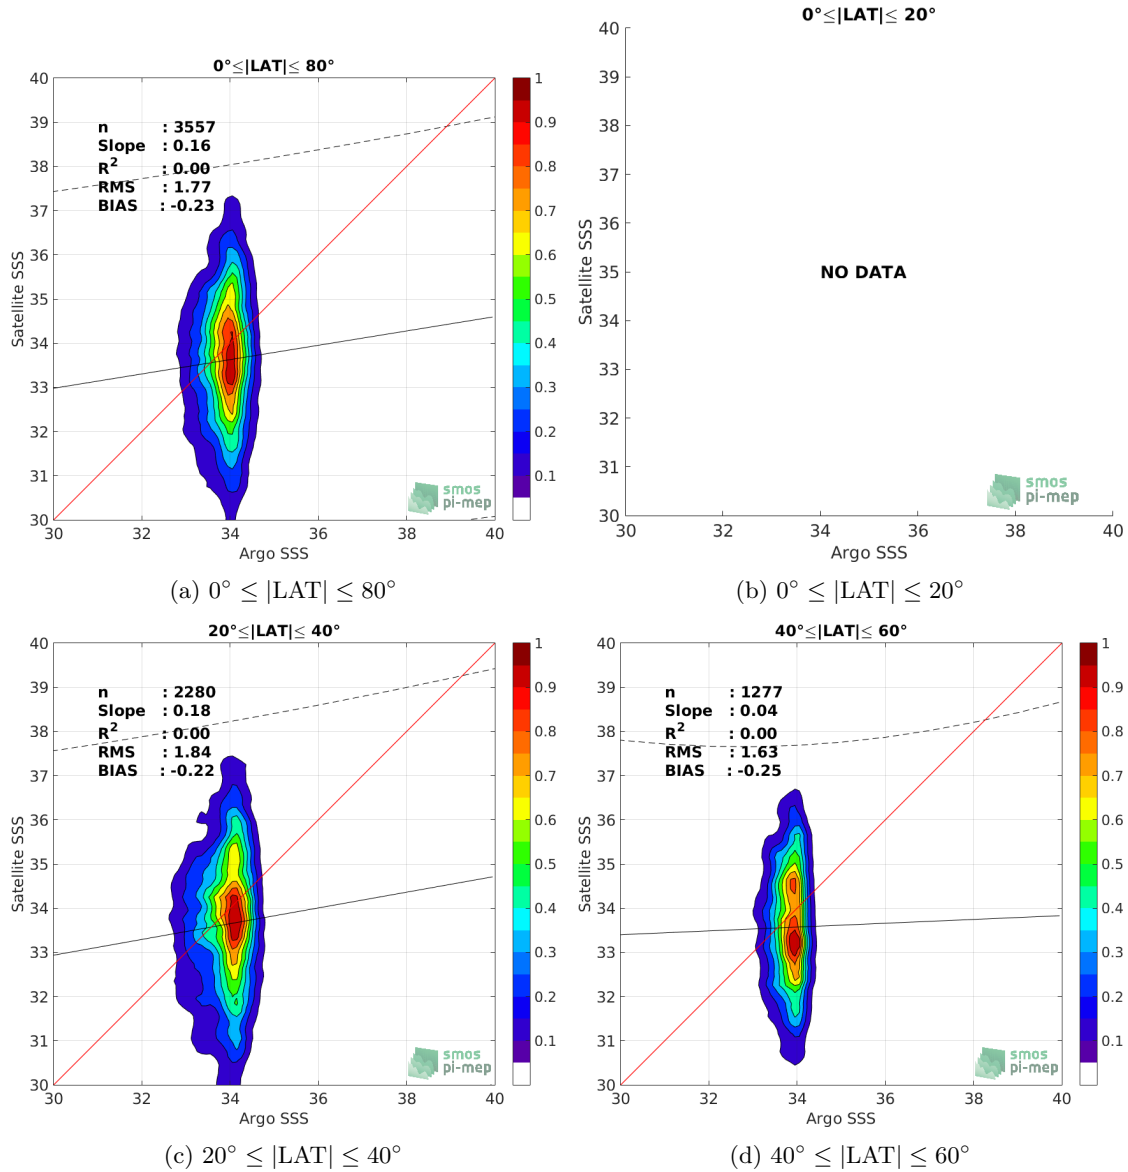 0°≤|LAT|≤ 80°
40
39
38
37
36
35
34
33
32
31
30
30
32
34
36
38
40
Satellite SSS
Argo SSS
n : 3557
Slope : 0.16
R² : 0.00
RMS : 1.77
BIAS : -0.23
1
0.9
0.8
0.7
0.6
0.5
0.4
0.3
0.2
0.1
smos
pi-mep
(a) 0° ≤ |LAT| ≤ 80°
0°≤|LAT|≤ 20°
40
39
38
37
36
35
34
33
32
31
30
30
32
34
36
38
40
Satellite SSS
Argo SSS
NO DATA
smos
pi-mep
(b) 0° ≤ |LAT| ≤ 20°
20°≤|LAT|≤ 40°
40
39
38
37
36
35
34
33
32
31
30
30
32
34
36
38
40
Satellite SSS
Argo SSS
n : 2280
Slope : 0.18
R² : 0.00
RMS : 1.84
BIAS : -0.22
1
0.9
0.8
0.7
0.6
0.5
0.4
0.3
0.2
0.1
smos
pi-mep
(c) 20° ≤ |LAT| ≤ 40°
40°≤|LAT|≤ 60°
40
39
38
37
36
35
34
33
32
31
30
30
32
34
36
38
40
Satellite SSS
Argo SSS
n : 1277
Slope : 0.04
R² : 0.00
RMS : 1.63
BIAS : -0.25
1
0.9
0.8
0.7
0.6
0.5
0.4
0.3
0.2
0.1
smos
pi-mep
(d) 40° ≤ |LAT| ≤ 60°